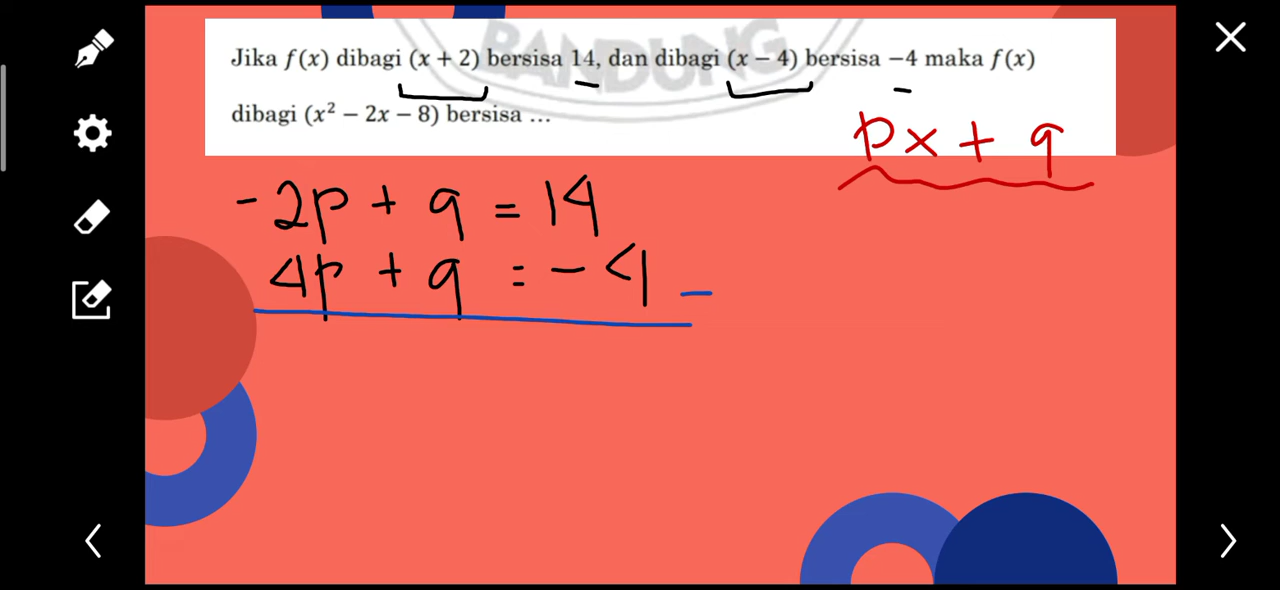 BANDUNG
Jika f(x) dibagi (x + 2) bersisa 14, dan dibagi (x − 4) bersisa −4 maka f(x)
dibagi (x² − 2x − 8) bersisa ...
px + q
-2p + q = 14
4p + q = -4 −